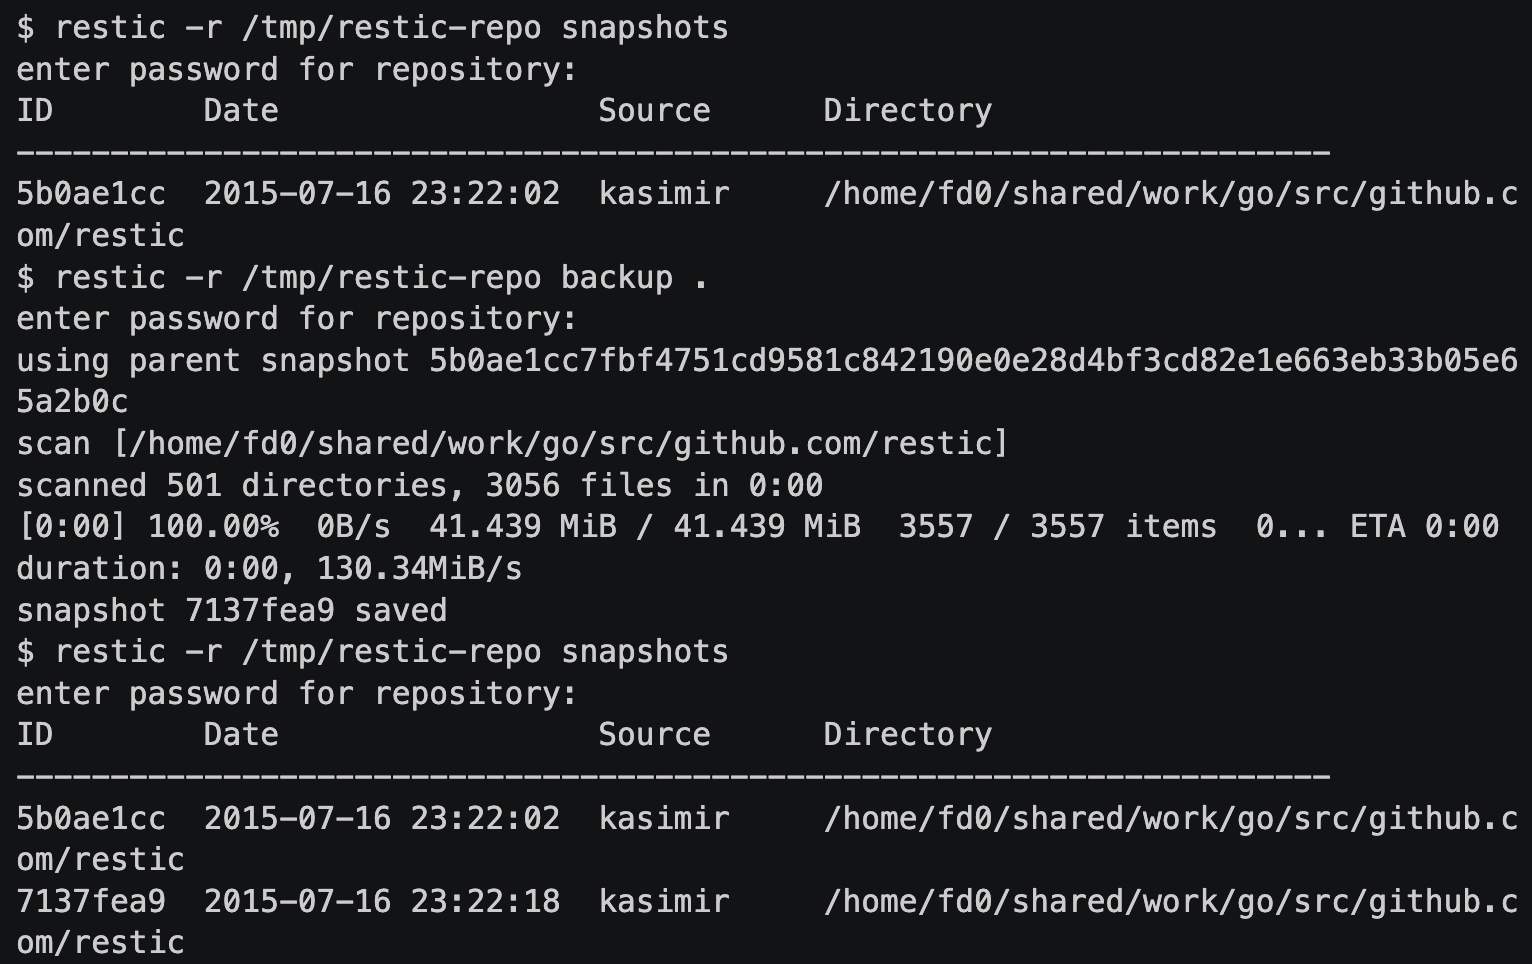 $ restic -r /tmp/restic-repo snapshots
enter password for repository:
ID        Date                 Source      Directory
----------------------------------------------------------------------
5b0ae1cc  2015-07-16 23:22:02  kasimir     /home/fd0/shared/work/go/src/github.c
om/restic
$ restic -r /tmp/restic-repo backup .
enter password for repository:
using parent snapshot 5b0ae1cc7fbf4751cd9581c842190e0e28d4bf3cd82e1e663eb33b05e6
5a2b0c
scan [/home/fd0/shared/work/go/src/github.com/restic]
scanned 501 directories, 3056 files in 0:00
[0:00] 100.00%  0B/s  41.439 MiB / 41.439 MiB  3557 / 3557 items  0... ETA 0:00
duration: 0:00, 130.34MiB/s
snapshot 7137fea9 saved
$ restic -r /tmp/restic-repo snapshots
enter password for repository:
ID        Date                 Source      Directory
----------------------------------------------------------------------
5b0ae1cc  2015-07-16 23:22:02  kasimir     /home/fd0/shared/work/go/src/github.c
om/restic
7137fea9  2015-07-16 23:22:18  kasimir     /home/fd0/shared/work/go/src/github.c
om/restic